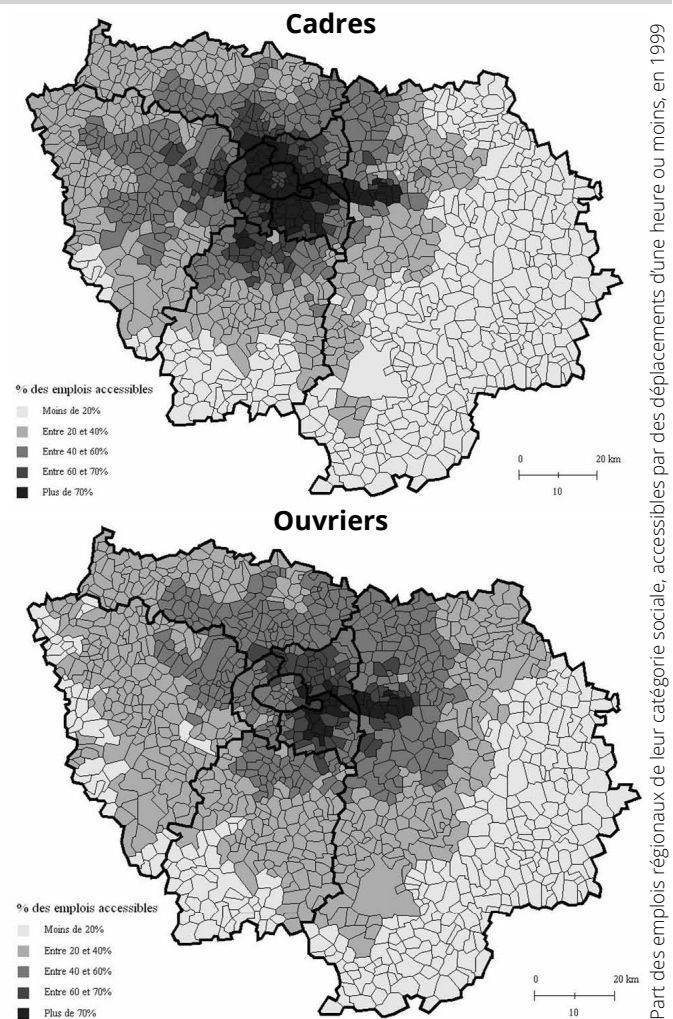 Cadres
% des emplois accessibles
Moins de 20%
Entre 20 et 40%
Entre 40 et 60%
Entre 60 et 70%
Plus de 70%
0 20 km
10
Ouvriers
% des emplois accessibles
Moins de 20%
Entre 20 et 40%
Entre 40 et 60%
Entre 60 et 70%
Plus de 70%
0 20 km
10
Part des emplois régionaux de leur catégorie sociale, accessibles par des déplacements d'une heure ou moins, en 1999